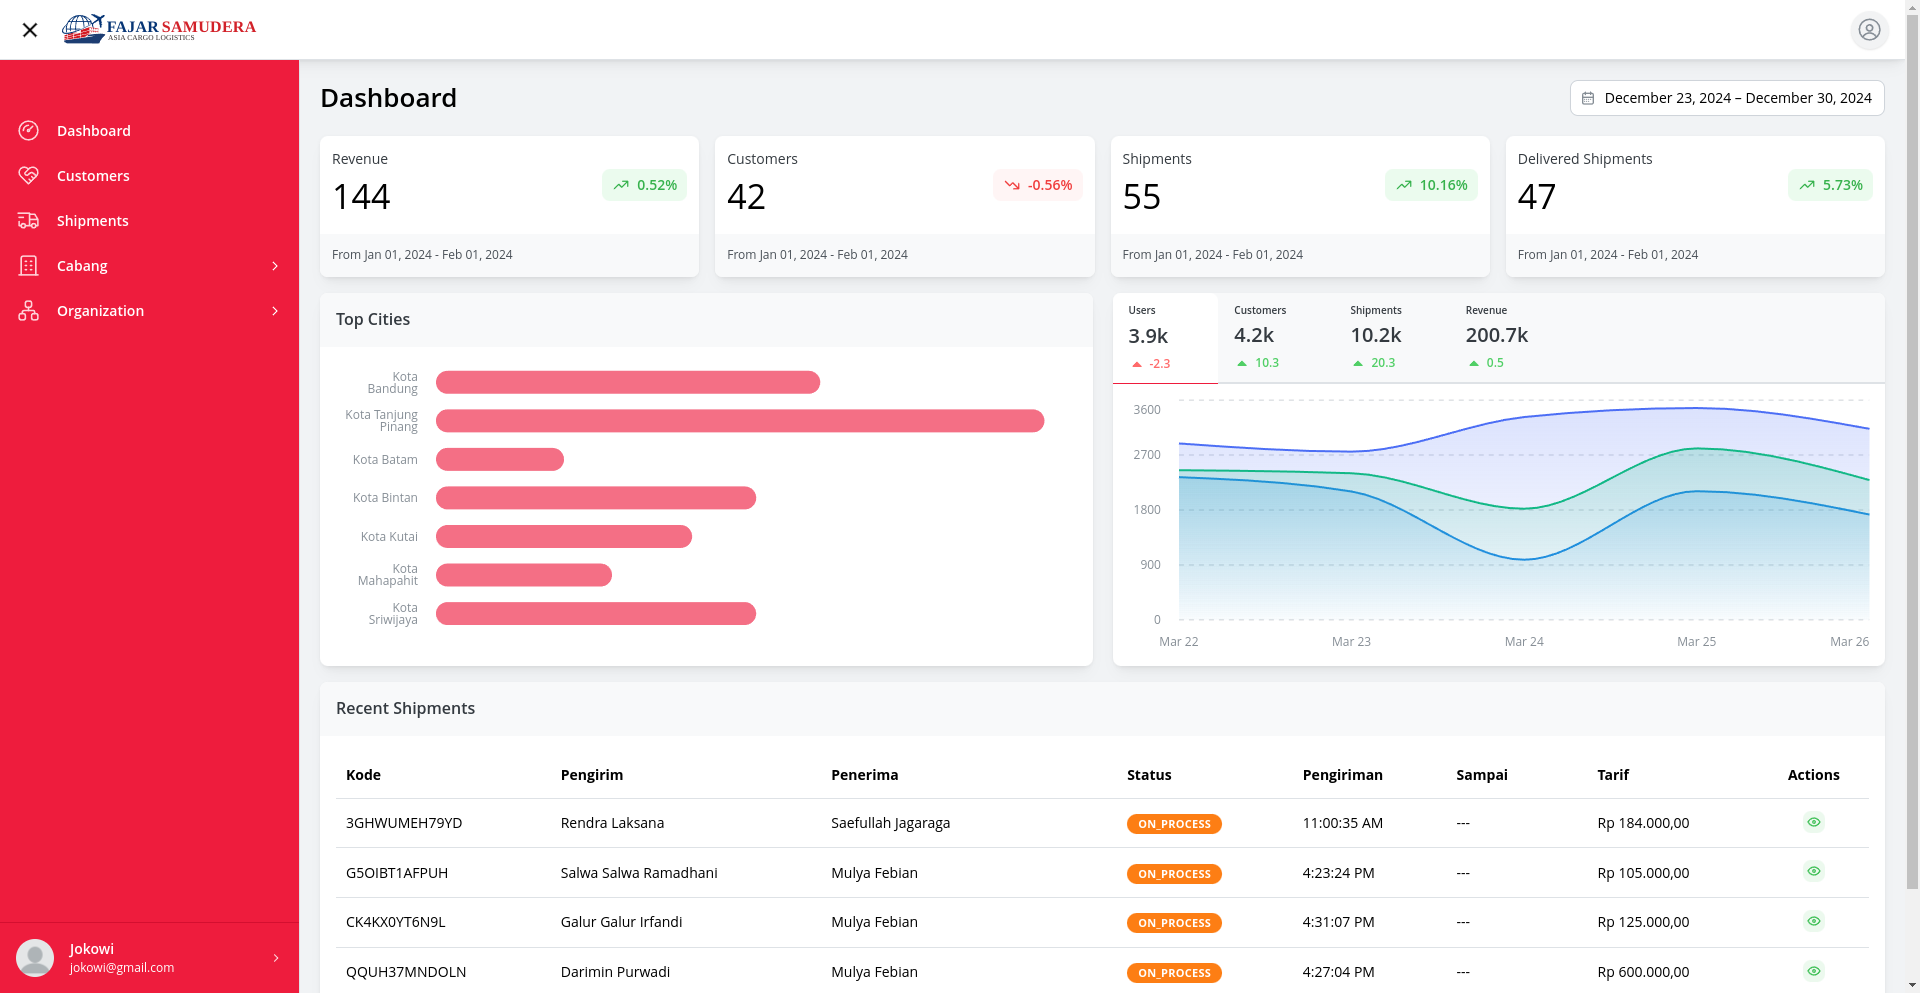 FAJAR SAMUDERA
ASIA CARGO LOGISTICS
Dashboard
Customers
Shipments
Cabang
Organization
Jokowi
jokowi@gmail.com
Dashboard
December 23, 2024 – December 30, 2024
Revenue
144
0.52%
From Jan 01, 2024 - Feb 01, 2024
Customers
42
-0.56%
From Jan 01, 2024 - Feb 01, 2024
Shipments
55
10.16%
From Jan 01, 2024 - Feb 01, 2024
Delivered Shipments
47
5.73%
From Jan 01, 2024 - Feb 01, 2024
Top Cities
Kota
Bandung
Kota Tanjung
Pinang
Kota Batam
Kota Bintan
Kota Kutai
Kota
Mahapahit
Kota
Sriwijaya
Users
3.9k
-2.3
Customers
4.2k
10.3
Shipments
10.2k
20.3
Revenue
200.7k
0.5
3600
2700
1800
900
0
Mar 22 Mar 23 Mar 24 Mar 25 Mar 26
Recent Shipments
Kode Pengirim Penerima Status Pengiriman Sampai Tarif Actions
3GHWUMEH79YD Rendra Laksana Saefullah Jagaraga ON_PROCESS 11:00:35 AM --- Rp 184.000,00
G5OIBT1AFPUH Salwa Salwa Ramadhani Mulya Febian ON_PROCESS 4:23:24 PM --- Rp 105.000,00
CK4KX0YT6N9L Galur Galur Irfandi Mulya Febian ON_PROCESS 4:31:07 PM --- Rp 125.000,00
QQUH37MNDOLN Darimin Purwadi Mulya Febian ON_PROCESS 4:27:04 PM --- Rp 600.000,00